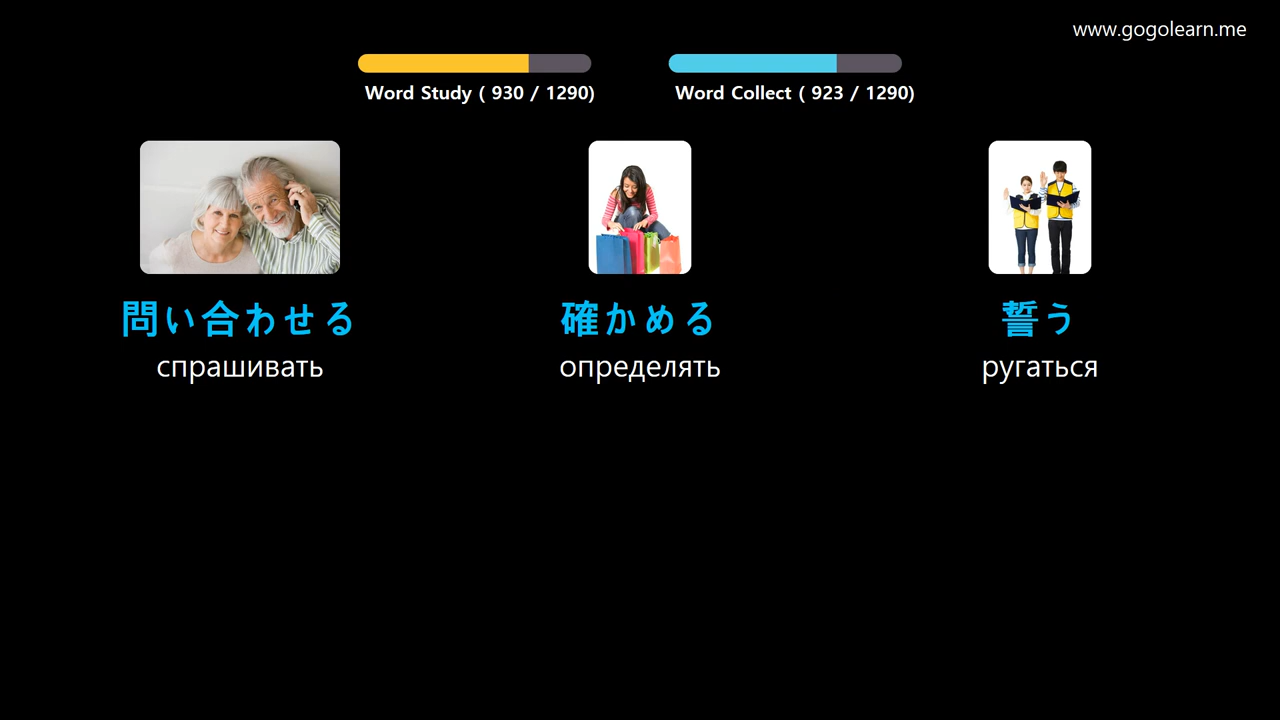 www.gogolearn.me
Word Study ( 930 / 1290)
Word Collect ( 923 / 1290)
問い合わせる
確かめる
誓う
спрашивать
определять
ругаться